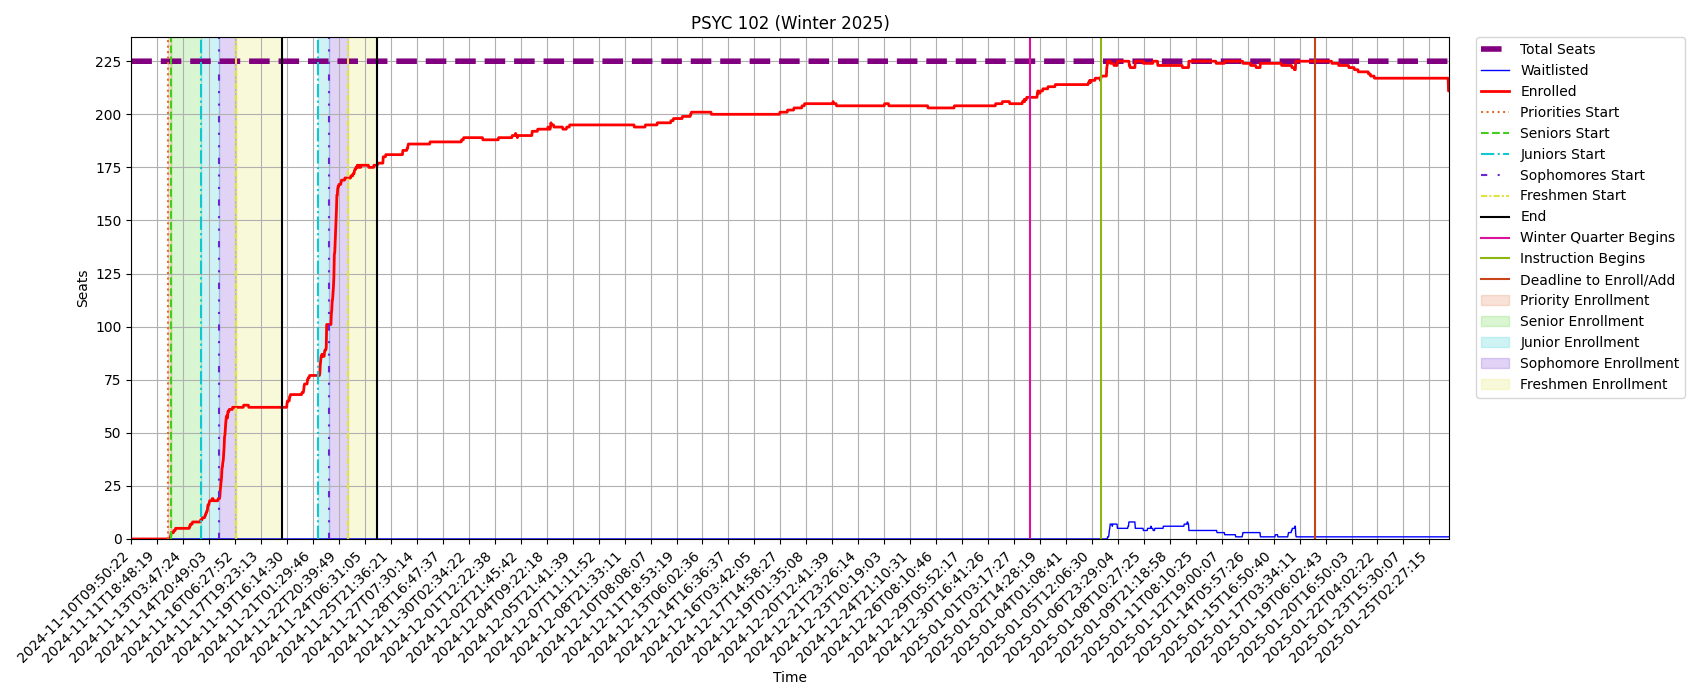 PSYC 102 (Winter 2025)
Seats
225
200
175
150
125
100
75
50
25
0
2024-11-10T09:50:22
2024-11-11T18:48:19
2024-11-13T03:47:24
2024-11-14T20:49:03
2024-11-16T06:27:52
2024-11-17T19:23:13
2024-11-19T16:14:30
2024-11-21T01:29:46
2024-11-22T20:39:49
2024-11-24T06:31:05
2024-11-25T21:36:21
2024-11-27T07:30:14
2024-11-28T16:47:37
2024-11-30T02:34:22
2024-12-01T12:22:38
2024-12-02T21:45:42
2024-12-04T09:22:18
2024-12-05T21:41:39
2024-12-07T11:11:52
2024-12-08T21:33:11
2024-12-10T08:08:07
2024-12-11T18:53:19
2024-12-13T06:02:36
2024-12-14T16:36:37
2024-12-16T03:42:05
2024-12-17T14:58:27
2024-12-19T01:35:08
2024-12-20T12:41:39
2024-12-21T23:26:14
2024-12-23T10:19:03
2024-12-24T21:10:31
2024-12-26T08:10:46
2024-12-29T05:52:17
2024-12-30T16:41:26
2025-01-01T03:17:27
2025-01-02T14:28:19
2025-01-04T01:08:41
2025-01-05T12:06:30
2025-01-06T23:29:04
2025-01-08T10:27:25
2025-01-09T21:18:58
2025-01-11T08:10:25
2025-01-12T19:00:07
2025-01-14T05:57:26
2025-01-15T16:50:40
2025-01-17T03:34:11
2025-01-19T06:02:43
2025-01-20T16:50:03
2025-01-22T04:02:22
2025-01-23T15:30:07
2025-01-25T02:27:15
Time
Total Seats
Waitlisted
Enrolled
Priorities Start
Seniors Start
Juniors Start
Sophomores Start
Freshmen Start
End
Winter Quarter Begins
Instruction Begins
Deadline to Enroll/Add
Priority Enrollment
Senior Enrollment
Junior Enrollment
Sophomore Enrollment
Freshmen Enrollment